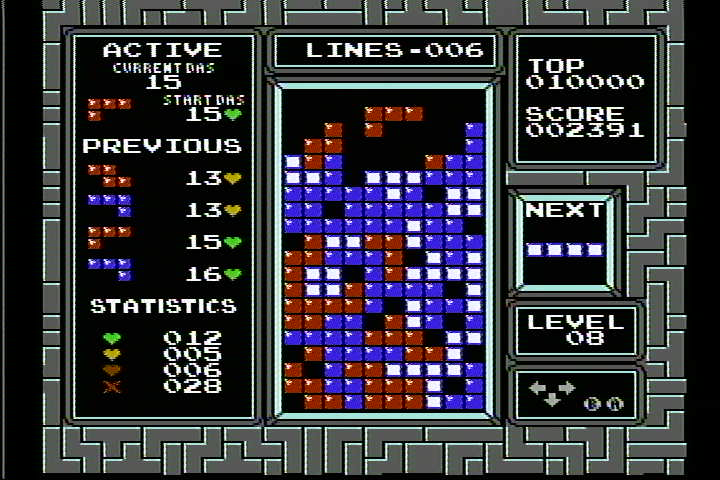 ACTIVE
CURRENT DAS
15
START DAS
15
PREVIOUS
13
13
15
16
STATISTICS
012
005
006
028
LINES-006
TOP
010000
SCORE
002391
NEXT
LEVEL
08
B A